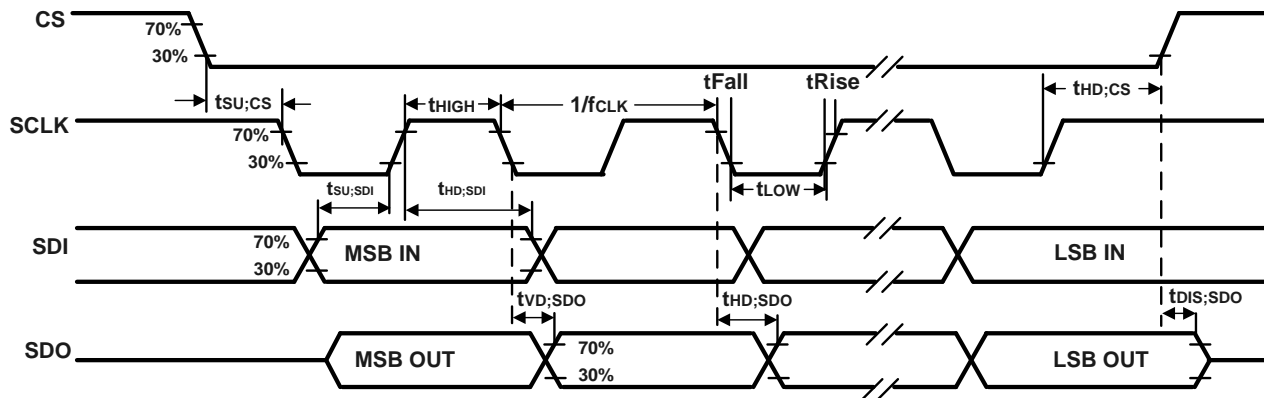 CS
70%
30%
tFall
tRise
tSU;CS
tHIGH
1/fCLK
tHD;CS
SCLK
70%
30%
tSU;SDI
tHD;SDI
tLOW
SDI
70%
30%
MSB IN
LSB IN
tVD;SDO
tHD;SDO
tDIS;SDO
SDO
MSB OUT
70%
30%
LSB OUT